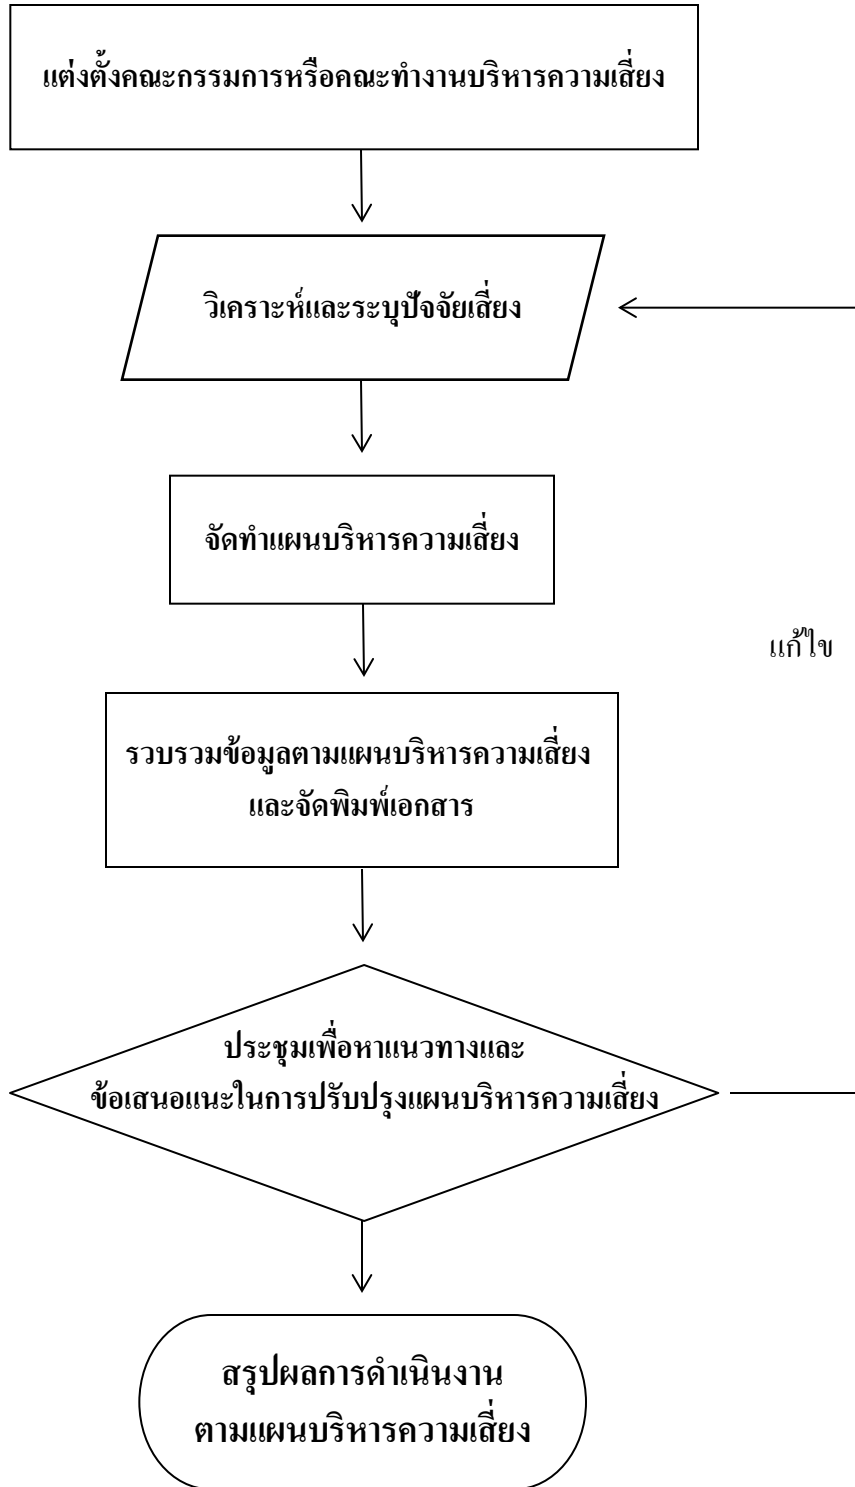 แต่งตั้งคณะกรรมการหรือคณะทำงานบริหารความเสี่ยง
วิเคราะห์และระบุปัจจัยเสี่ยง
จัดทำแผนบริหารความเสี่ยง
แก้ไข
รวบรวมข้อมูลตามแผนบริหารความเสี่ยง
และจัดพิมพ์เอกสาร
ประชุมเพื่อหาแนวทางและ
ข้อเสนอแนะในการปรับปรุงแผนบริหารความเสี่ยง
สรุปผลการดำเนินงาน
ตามแผนบริหารความเสี่ยง